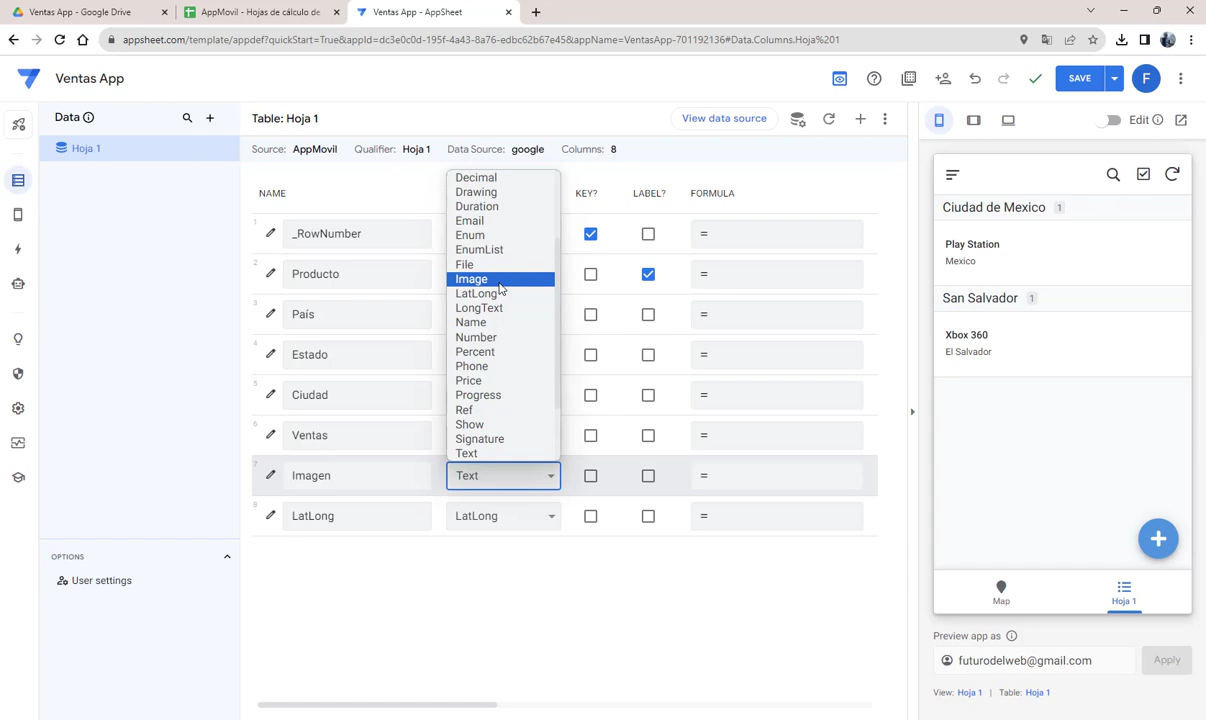 Ventas App - Google Drive
AppMovil - Hojas de cálculo de
Ventas App - AppSheet
appsheet.com/template/appdef?quickStart=True&appId=dc3e0c0d-195f-4a43-8a76-edbc62b67e45&appName=VentasApp-701192136#Data.Columns.Hoja%201
Ventas App
SAVE
F
Data
Table: Hoja 1
View data source
Edit
Hoja 1
Source: AppMovil Qualifier: Hoja 1 Data Source: google Columns: 8
NAME
KEY?
LABEL?
FORMULA
Decimal
Drawing
Duration
Email
Enum
EnumList
File
Image
LatLong
LongText
Name
Number
Percent
Phone
Price
Progress
Ref
Show
Signature
Text
1 _RowNumber =
2 Producto =
3 País =
4 Estado =
5 Ciudad =
6 Ventas =
7 Imagen Text =
8 LatLong LatLong =
OPTIONS
User settings
Ciudad de Mexico 1
Play Station
Mexico
San Salvador 1
Xbox 360
El Salvador
Map
Hoja 1
Preview app as
futurodelweb@gmail.com
Apply
View: Hoja 1 | Table: Hoja 1